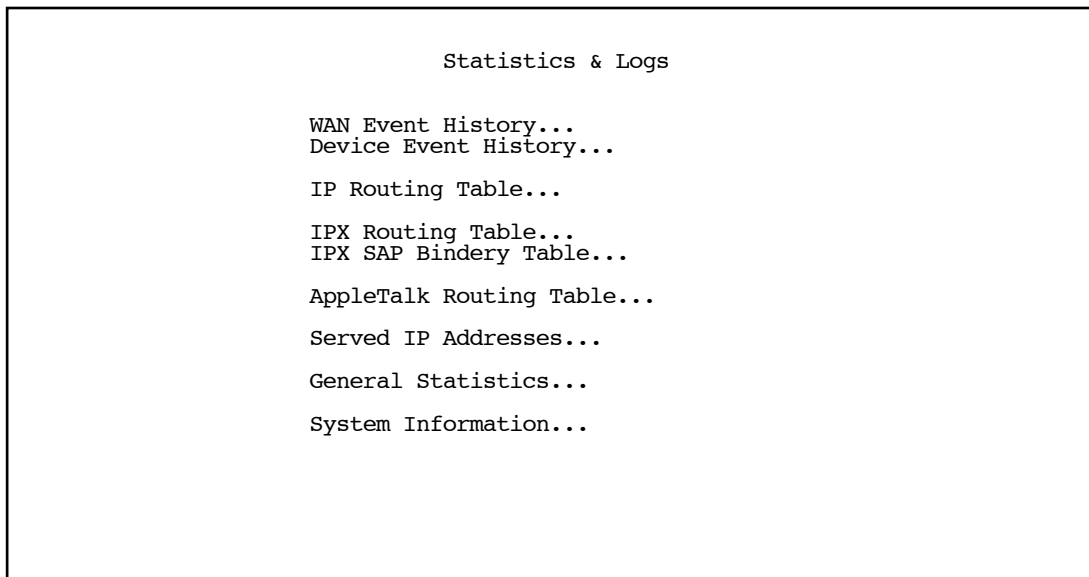 Statistics & Logs
WAN Event History...
Device Event History...
IP Routing Table...
IPX Routing Table...
IPX SAP Bindery Table...
AppleTalk Routing Table...
Served IP Addresses...
General Statistics...
System Information...